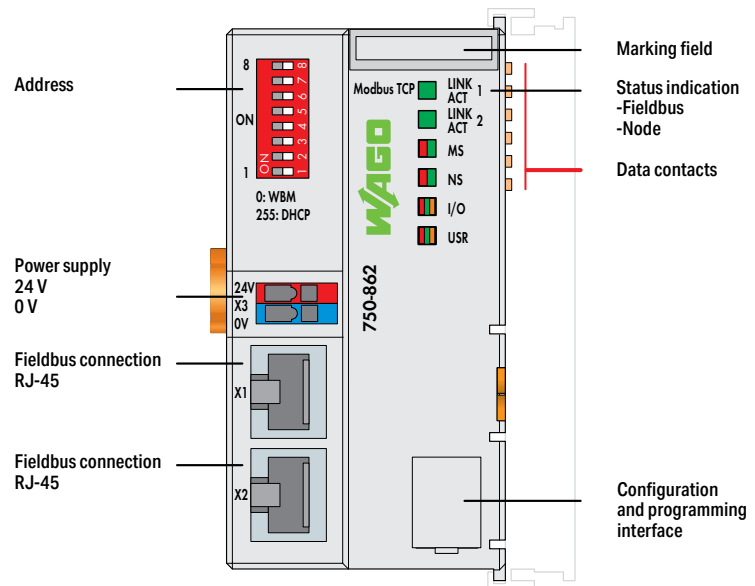 Marking field
Address
8
8
7
6
5
4
3
2
1
ON
ON
1
0: WBM
255: DHCP
Modbus TCP
LINK
ACT 1
LINK
ACT 2
MS
NS
I/O
USR
Status indication
-Fieldbus
-Node
Data contacts
WAGO
750-862
Power supply
24 V
0 V
24V
X3
0V
Fieldbus connection
RJ-45
X1
Fieldbus connection
RJ-45
X2
Configuration
and programming
interface